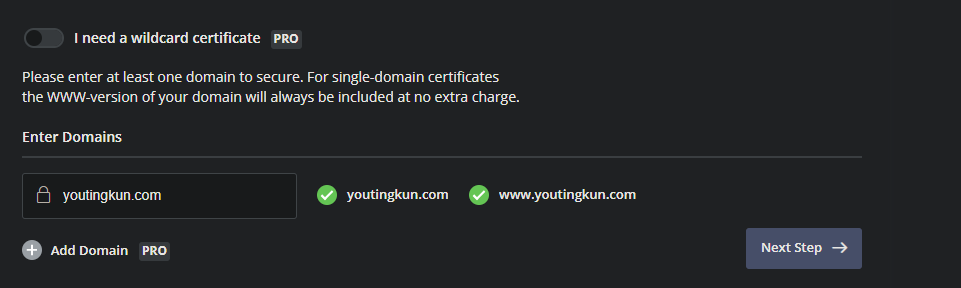 I need a wildcard certificate PRO
Please enter at least one domain to secure. For single-domain certificates
the WWW-version of your domain will always be included at no extra charge.
Enter Domains
youtingkun.com youtingkun.com www.youtingkun.com
Add Domain PRO
Next Step